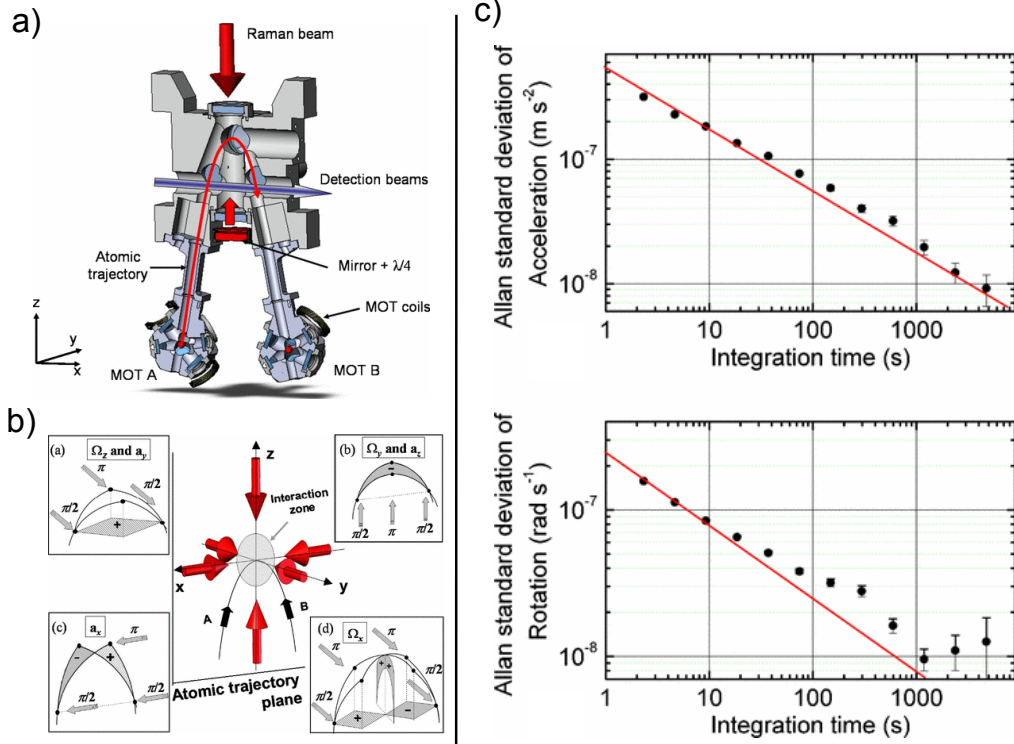 a)
Raman beam
Detection beams
Atomic
trajectory
Mirror + λ/4
MOT coils
z
y
x
MOT A
MOT B
b)
(a)
Ω_z and a_y
π
π/2
π/2
+
z
Interaction
zone
x
y
A
B
Atomic trajectory
plane
(b)
Ω_y and a_z
-
π/2
π
π/2
(c)
a_x
π
-
+
π/2
π/2
(d)
Ω_x
π
π
+
+
π/2
π/2
+
-
c)
Allan standard deviation of
Acceleration (m s⁻²)
10⁻⁷
10⁻⁸
1
10
100
1000
Integration time (s)
Allan standard deviation of
Rotation (rad s⁻¹)
10⁻⁷
10⁻⁸
1
10
100
1000
Integration time (s)